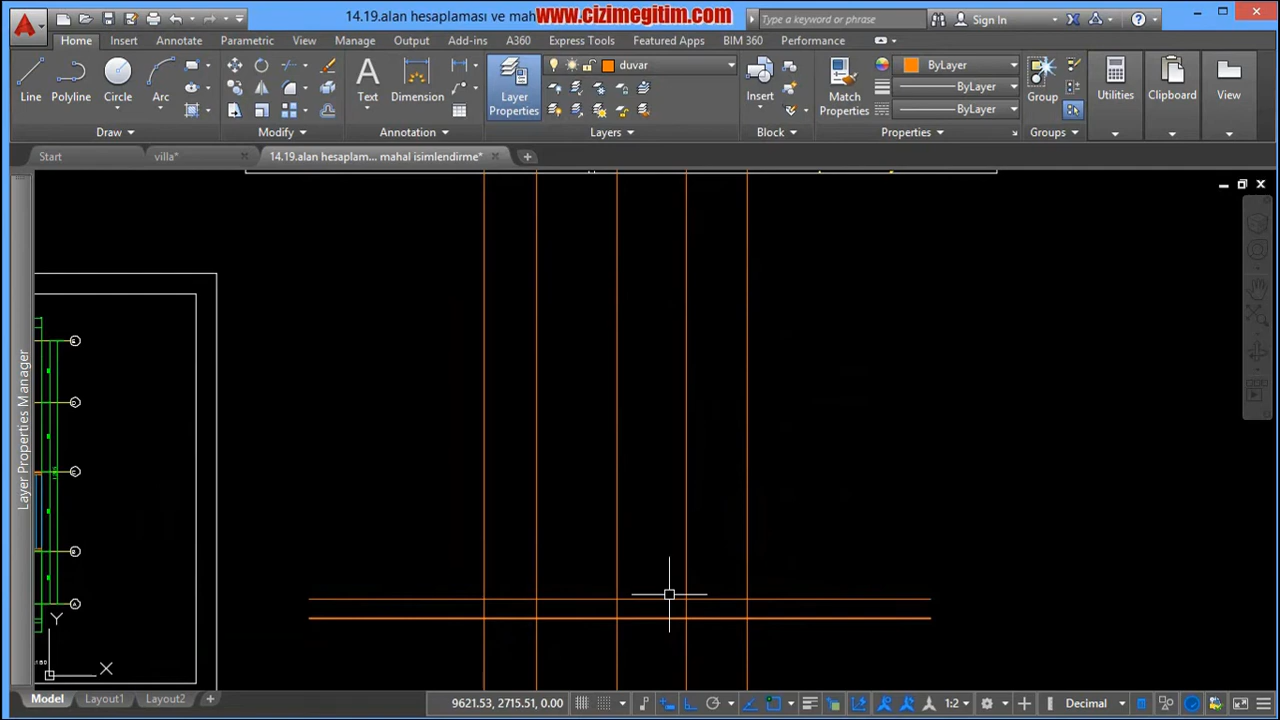 14.19.alan hesaplaması ve mah
www.cizimegitim.com
Type a keyword or phrase
Sign In
Home Insert Annotate Parametric View Manage Output Add-ins A360 Express Tools Featured Apps BIM 360 Performance
duvar
ByLayer
ByLayer
ByLayer
Line Polyline Circle Arc Text Dimension Layer Properties Insert Match Properties Group Utilities Clipboard View
Draw Modify Annotation Layers Block Properties Groups
Start villa* 14.19.alan hesaplam... mahal isimlendirme*
Layer Properties Manager
A
Y
X
Model Layout1 Layout2
9621.53, 2715.51, 0.00
1:2
Decimal